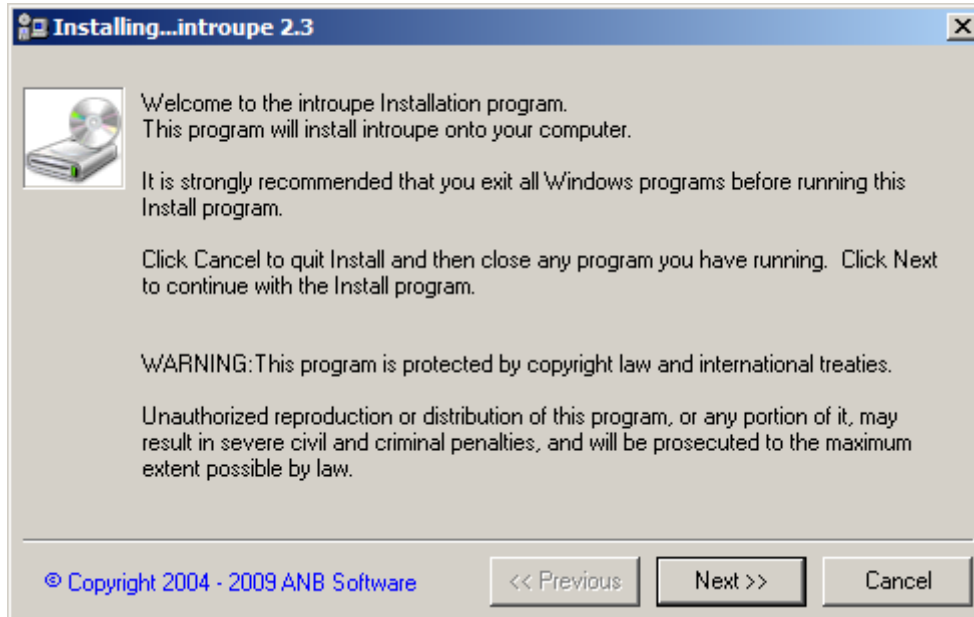 Installing...introupe 2.3
Welcome to the introupe Installation program.
This program will install introupe onto your computer.
It is strongly recommended that you exit all Windows programs before running this
Install program.
Click Cancel to quit Install and then close any program you have running.  Click Next
to continue with the Install program.
WARNING:This program is protected by copyright law and international treaties.
Unauthorized reproduction or distribution of this program, or any portion of it, may
result in severe civil and criminal penalties, and will be prosecuted to the maximum
extent possible by law.
© Copyright 2004 - 2009 ANB Software
<< Previous
Next >>
Cancel